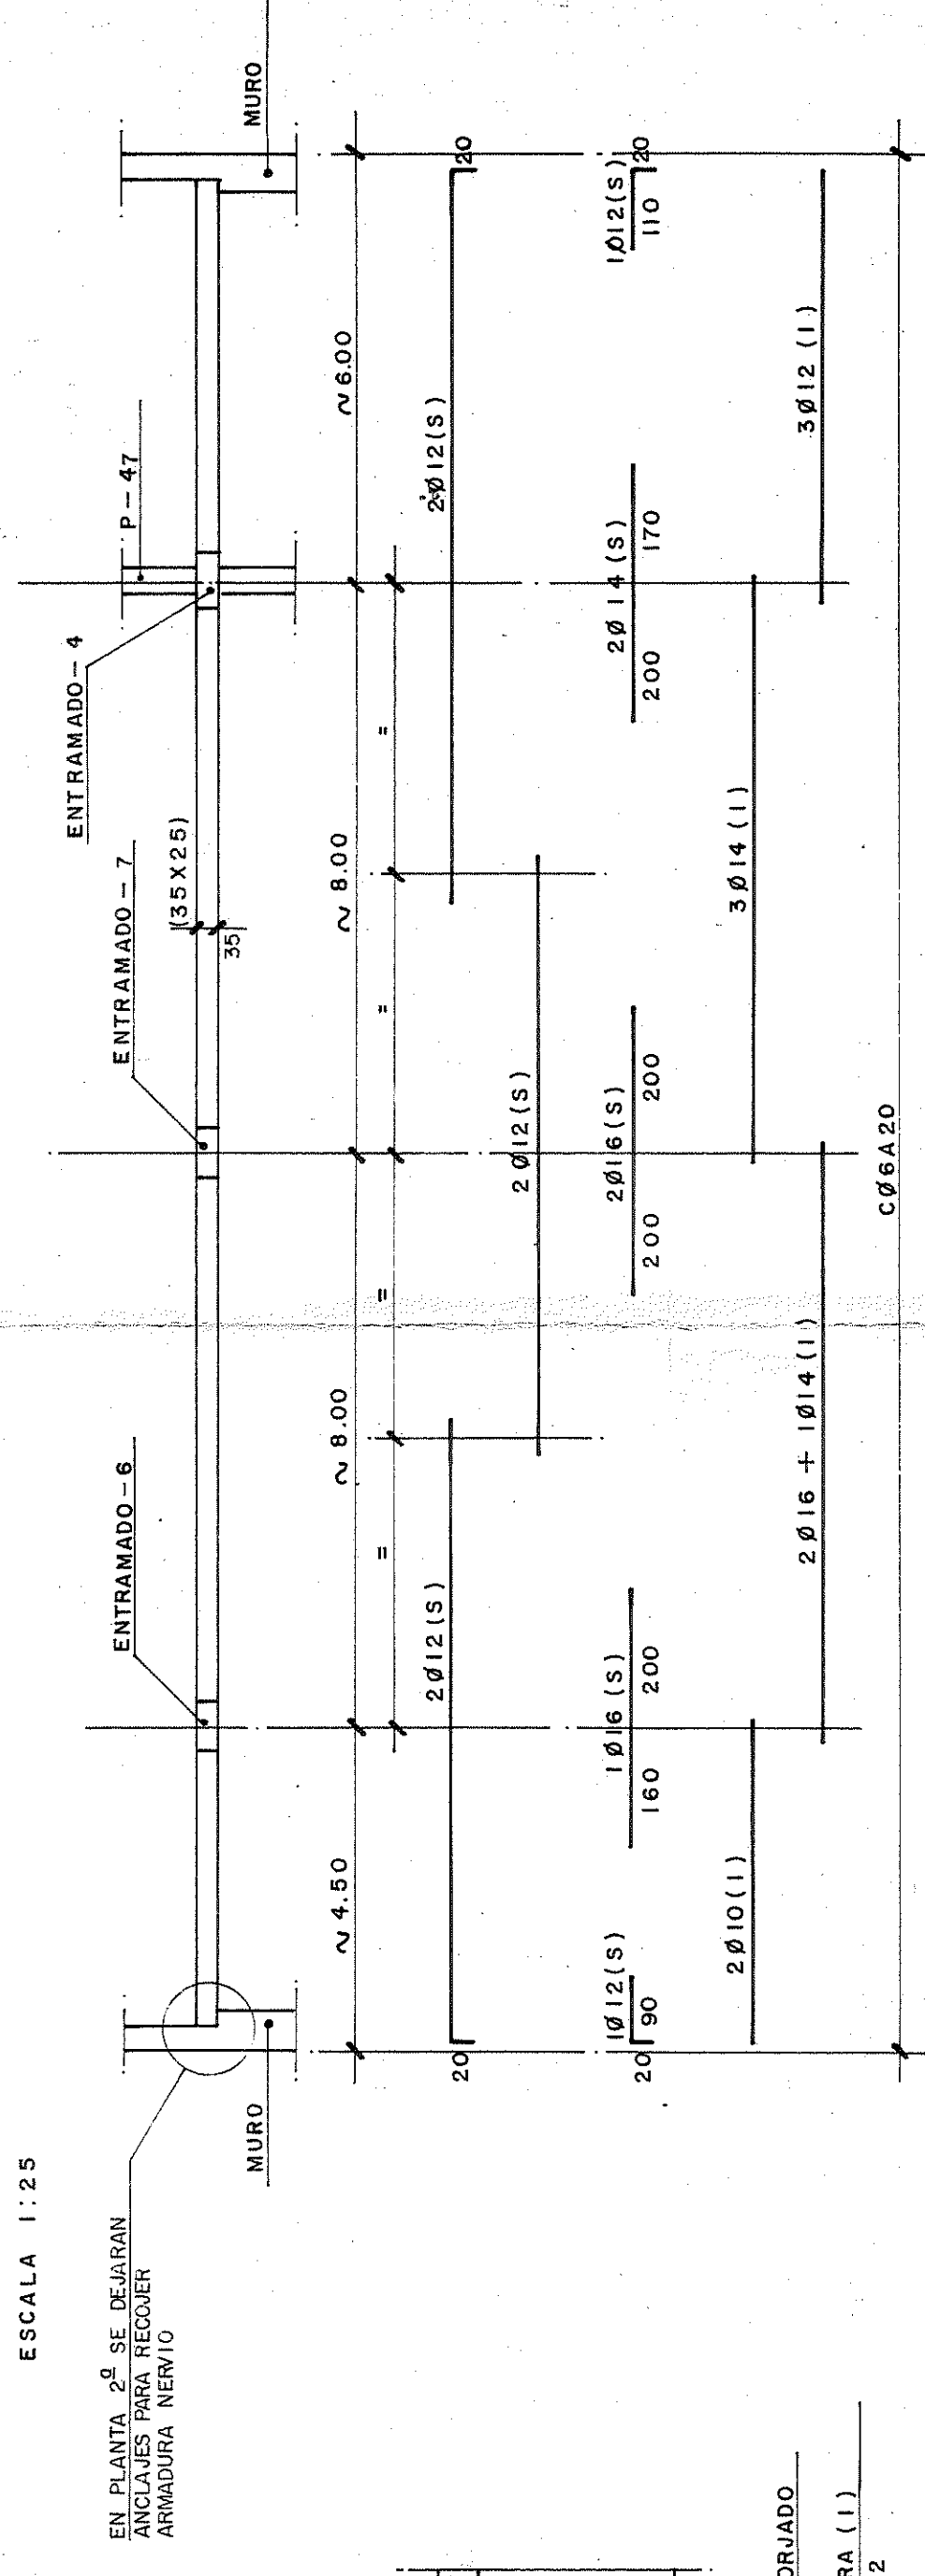 ESCALA 1:25
EN PLANTA 2ª SE DEJARAN
ANCLAJES PARA RECOJER
ARMADURA NERVIO
MURO
ENTRAMADO-6
ENTRAMADO-7
ENTRAMADO-4
P-47
MURO
(35X25)
35
~4.50
~8.00
~8.00
~6.00
=
=
=
=
2Ø12(S)
2Ø12(S)
20
20
2Ø12(S)
1Ø12(S)
20
90
1Ø16(S)
160
200
2Ø16(S)
200
200
2Ø14(S)
200
170
1Ø12(S)
110
20
2Ø10(I)
3Ø14(I)
2Ø16 + 1Ø14(I)
3Ø12 (I)
CØ6A20
ORJADO
RA (I)
2